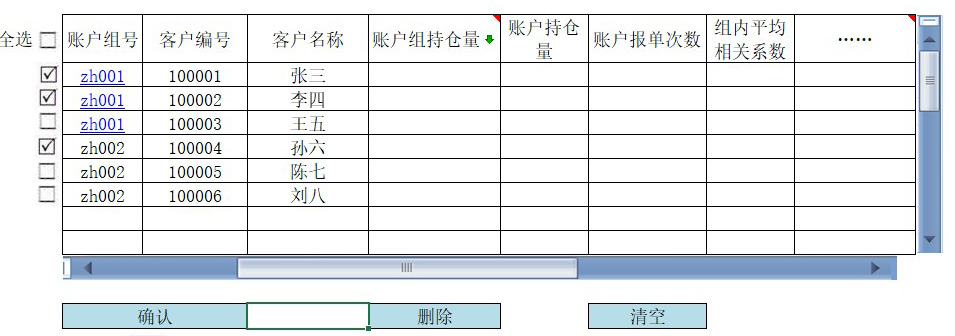 全选 账户组号 客户编号 客户名称 账户组持仓量 账户持仓量 账户报单次数 组内平均相关系数 ……
zh001 100001 张三
zh001 100002 李四
zh001 100003 王五
zh002 100004 孙六
zh002 100005 陈七
zh002 100006 刘八
确认 删除 清空